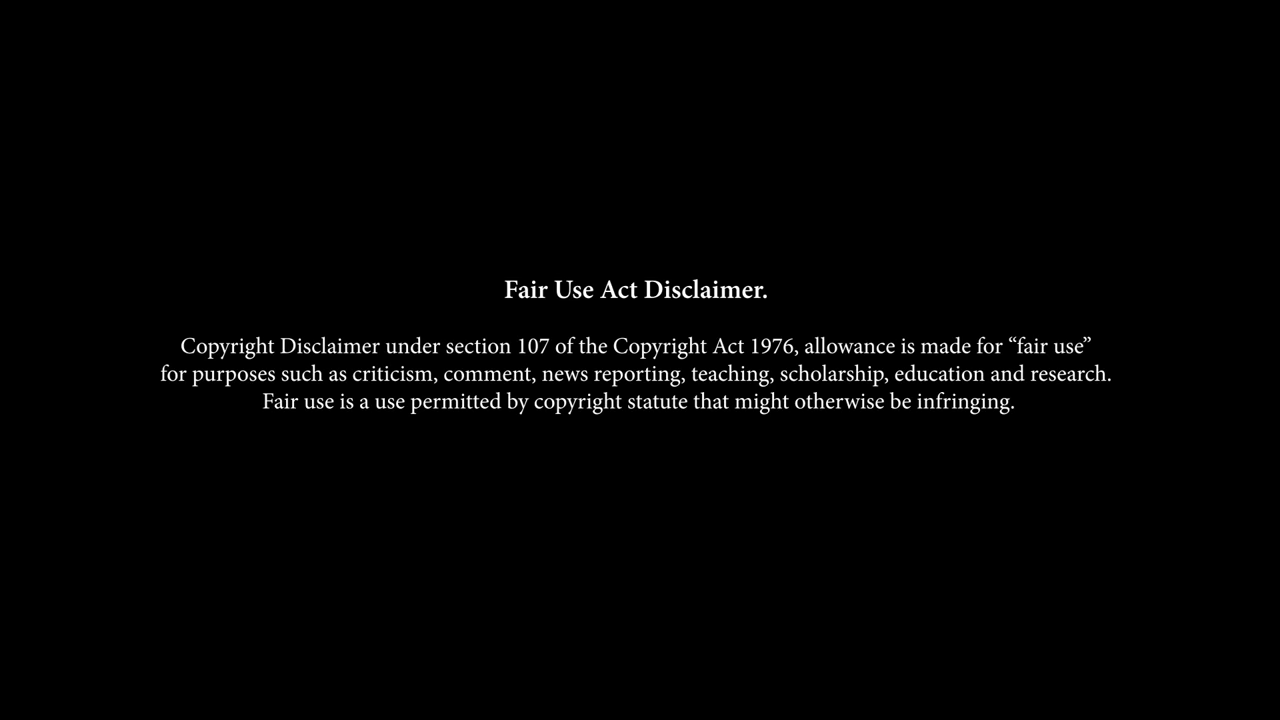 Fair Use Act Disclaimer.
Copyright Disclaimer under section 107 of the Copyright Act 1976, allowance is made for “fair use”
for purposes such as criticism, comment, news reporting, teaching, scholarship, education and research.
Fair use is a use permitted by copyright statute that might otherwise be infringing.